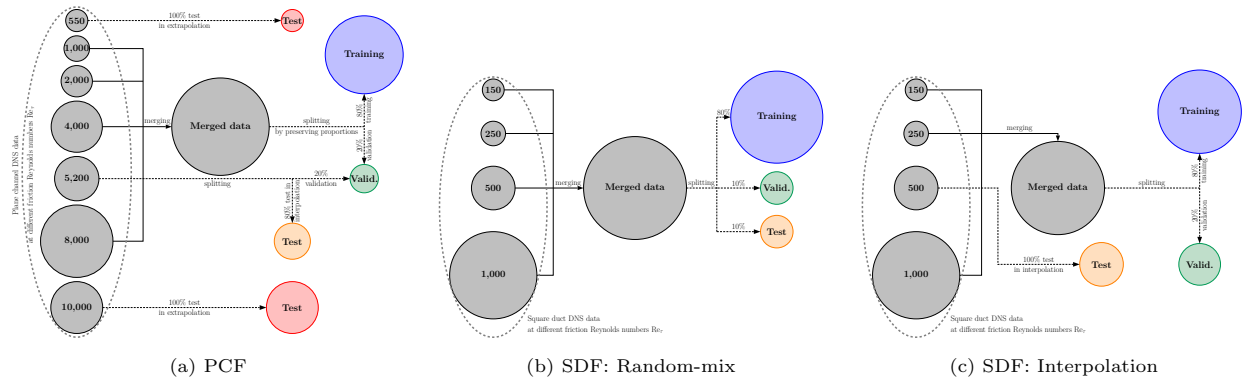 550
100% test
in extrapolation
Test
1,000
2,000
4,000
5,200
8,000
10,000
Plane channel DNS data
at different friction Reynolds numbers Reτ
merging
Merged data
splitting
by preserving proportions
80%
training
20%
validation
Training
splitting
20%
validation
Valid.
80% test in
interpolation
Test
100% test
in extrapolation
Test
(a) PCF
150
250
500
1,000
merging
Merged data
splitting
80%
10%
10%
Training
Valid.
Test
Square duct DNS data
at different friction Reynolds numbers Reτ
(b) SDF: Random-mix
150
250
500
1,000
merging
Merged data
splitting
80%
training
20%
validation
Training
Valid.
100% test
in interpolation
Test
Square duct DNS data
at different friction Reynolds numbers Reτ
(c) SDF: Interpolation